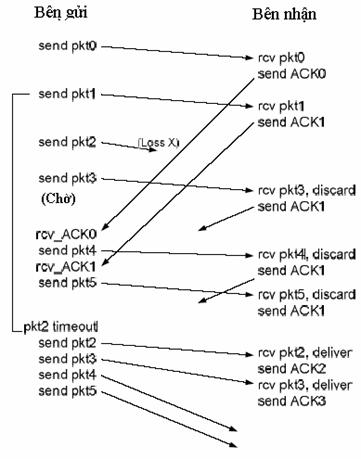 Bên gửi
Bên nhận
send pkt0
rcv pkt0
send ACK0
send pkt1
rcv pkt1
send ACK1
send pkt2
(Loss X)
send pkt3
(Chờ)
rcv pkt3, discard
send ACK1
rcv_ACK0
send pkt4
rcv_ACK1
send pkt5
rcv pkt4, discard
send ACK1
rcv pkt5, discard
send ACK1
pkt2 timeout
send pkt2
send pkt3
send pkt4
send pkt5
rcv pkt2, deliver
send ACK2
rcv pkt3, deliver
send ACK3